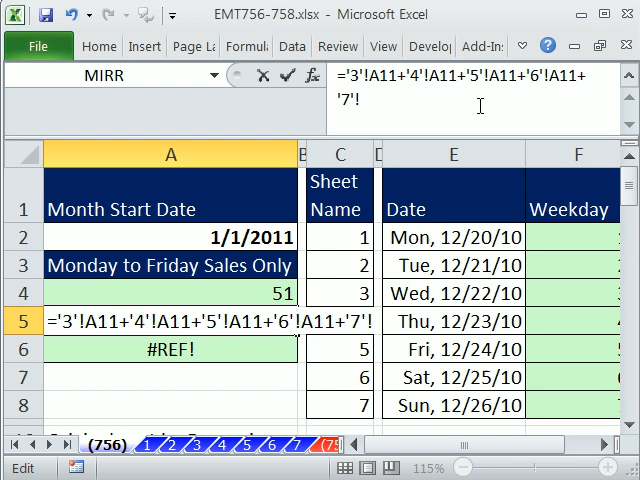 EMT756-758.xlsx - Microsoft Excel
File Home Insert Page La Formula Data Review View Develop Add-Ins
MIRR
='3'!A11+'4'!A11+'5'!A11+'6'!A11+
'7'!
A B C D E F
1 Month Start Date Sheet Name Date Weekday
2 1/1/2011 1 Mon, 12/20/10
3 Monday to Friday Sales Only 2 Tue, 12/21/10
4 51 3 Wed, 12/22/10
5 ='3'!A11+'4'!A11+'5'!A11+'6'!A11+'7'! Thu, 12/23/10
6 #REF! 5 Fri, 12/24/10
7 6 Sat, 12/25/10
8 7 Sun, 12/26/10
(756) 1 2 3 4 5 6 7 (75
Edit 115%